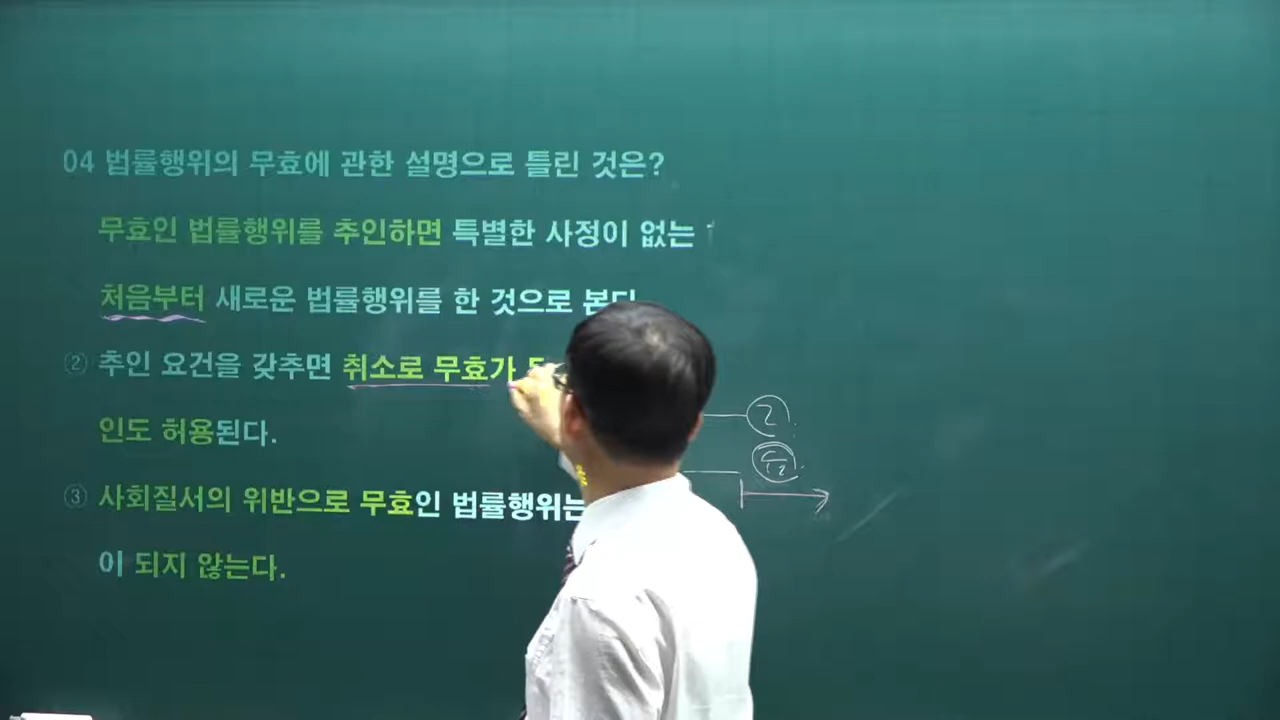 04 법률행위의 무효에 관한 설명으로 틀린 것은?
무효인 법률행위를 추인하면 특별한 사정이 없는
처음부터 새로운 법률행위를 한 것으로 본다
② 추인 요건을 갖추면 취소로 무효가
인도 허용된다.
③ 사회질서의 위반으로 무효인 법률행위는
이 되지 않는다.